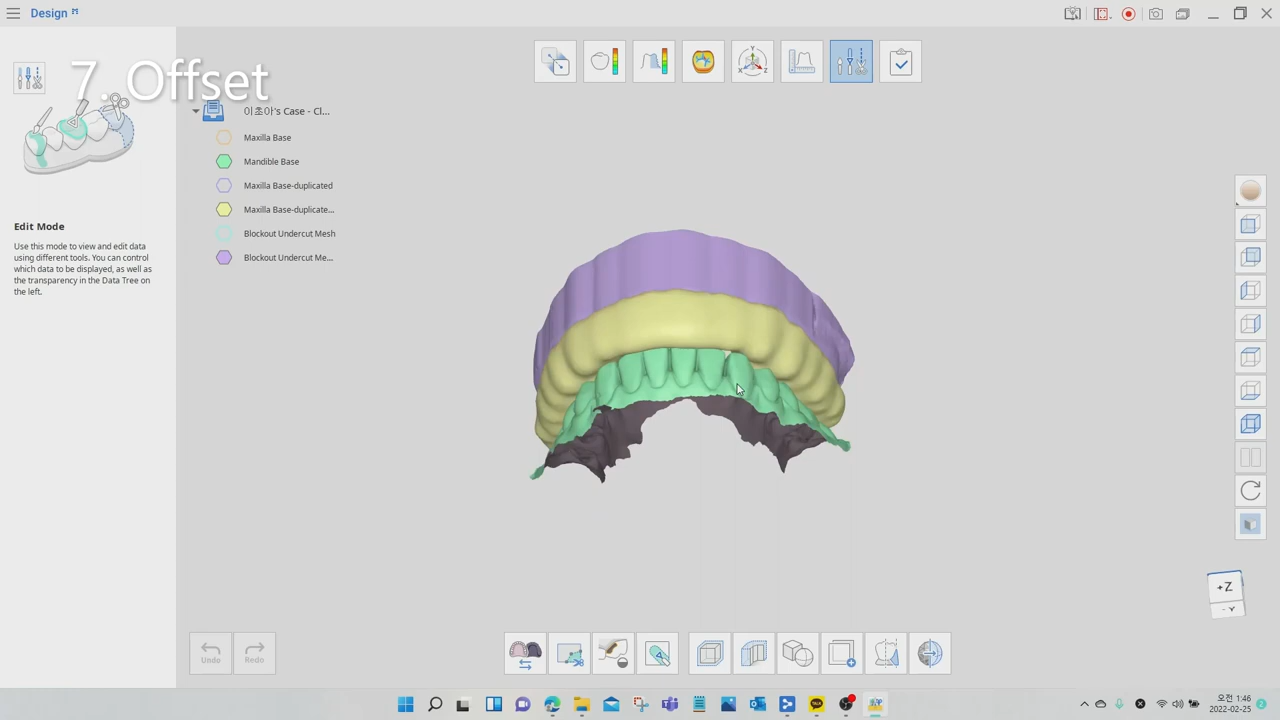 Design
7. Offset
이초아's Case - Cl...
Maxilla Base
Mandible Base
Maxilla Base-duplicated
Maxilla Base-duplicate...
Blockout Undercut Mesh
Blockout Undercut Me...
Edit Mode
Use this mode to view and edit data
using different tools. You can control
which data to be displayed, as well as
the transparency in the Data Tree on
the left.
Y
X
Z
+Z
- Y
Undo
Redo
TALK
오전 1:46
2022-02-25
2